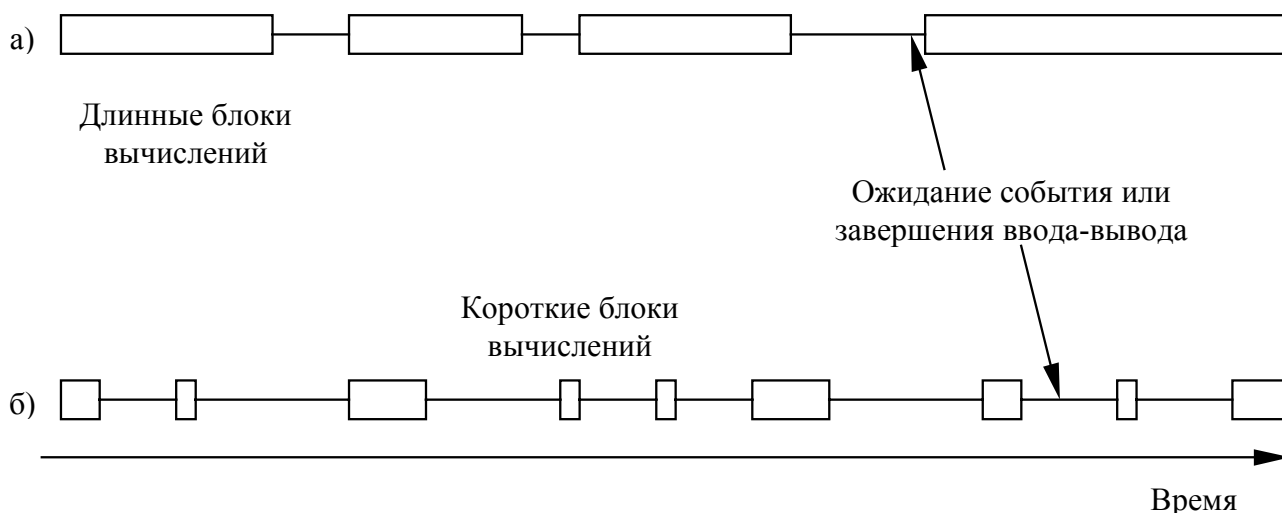 а)
Длинные блоки
вычислений
Ожидание события или
завершения ввода-вывода
Короткие блоки
вычислений
б)
Время